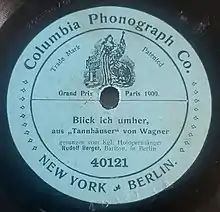 Columbia Phonograph Co.
Trade Mark
Patented
Grand Prix Paris 1900.
Blick ich umher,
aus „Tannhäuser“ von Wagner
gesungen vom Kgl. Hofopernsänger
Rudolf Berger, Bariton, in Berlin
40121
NEW YORK BERLIN.